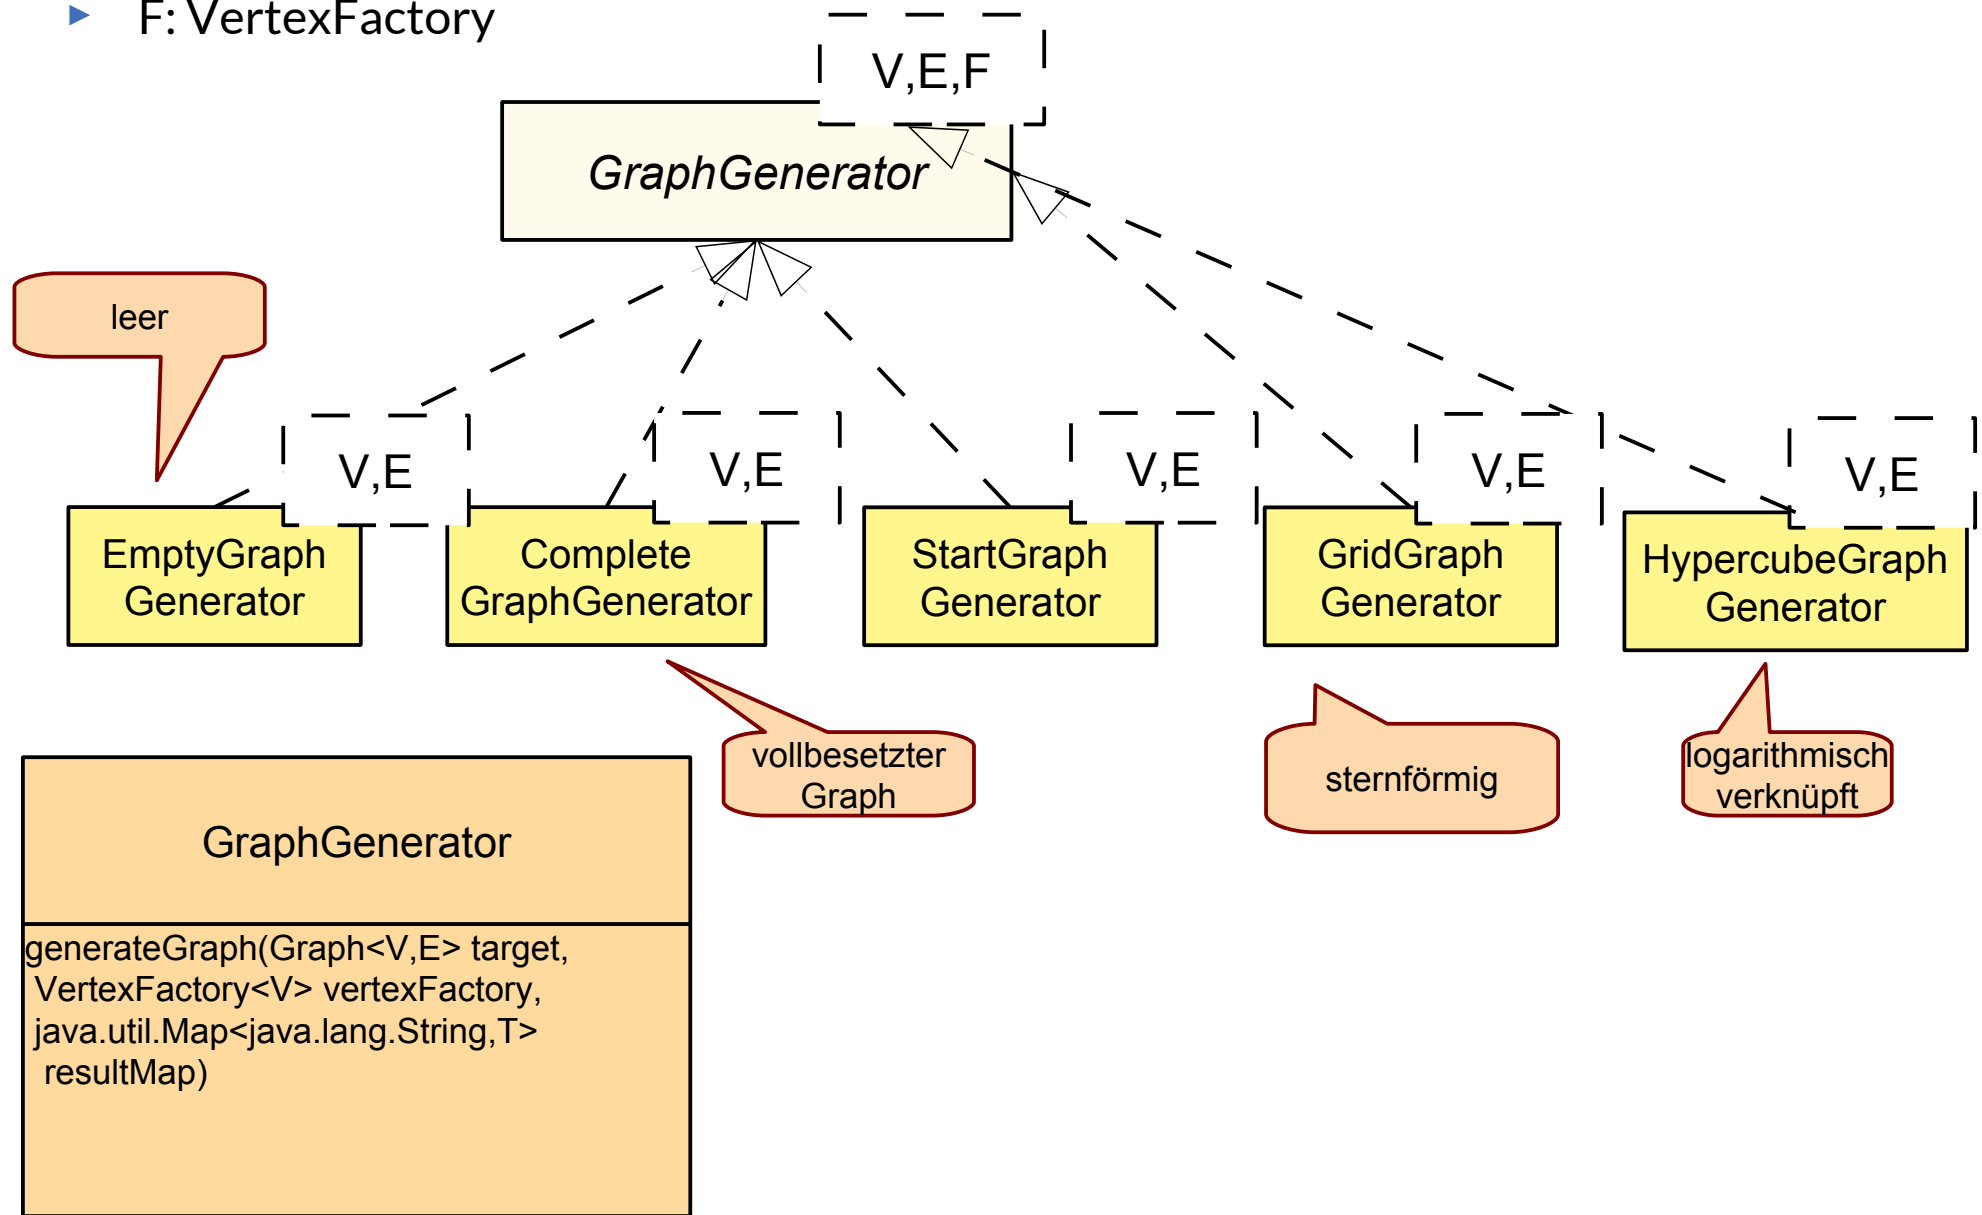 F: VertexFactory
V,E,F
GraphGenerator
leer
V,E
V,E
V,E
V,E
V,E
EmptyGraph
Generator
Complete
GraphGenerator
StartGraph
Generator
GridGraph
Generator
HypercubeGraph
Generator
vollbesetzter
Graph
sternförmig
logarithmisch
verknüpft
GraphGenerator
generateGraph(Graph<V,E> target,
VertexFactory<V> vertexFactory,
java.util.Map<java.lang.String,T>
resultMap)